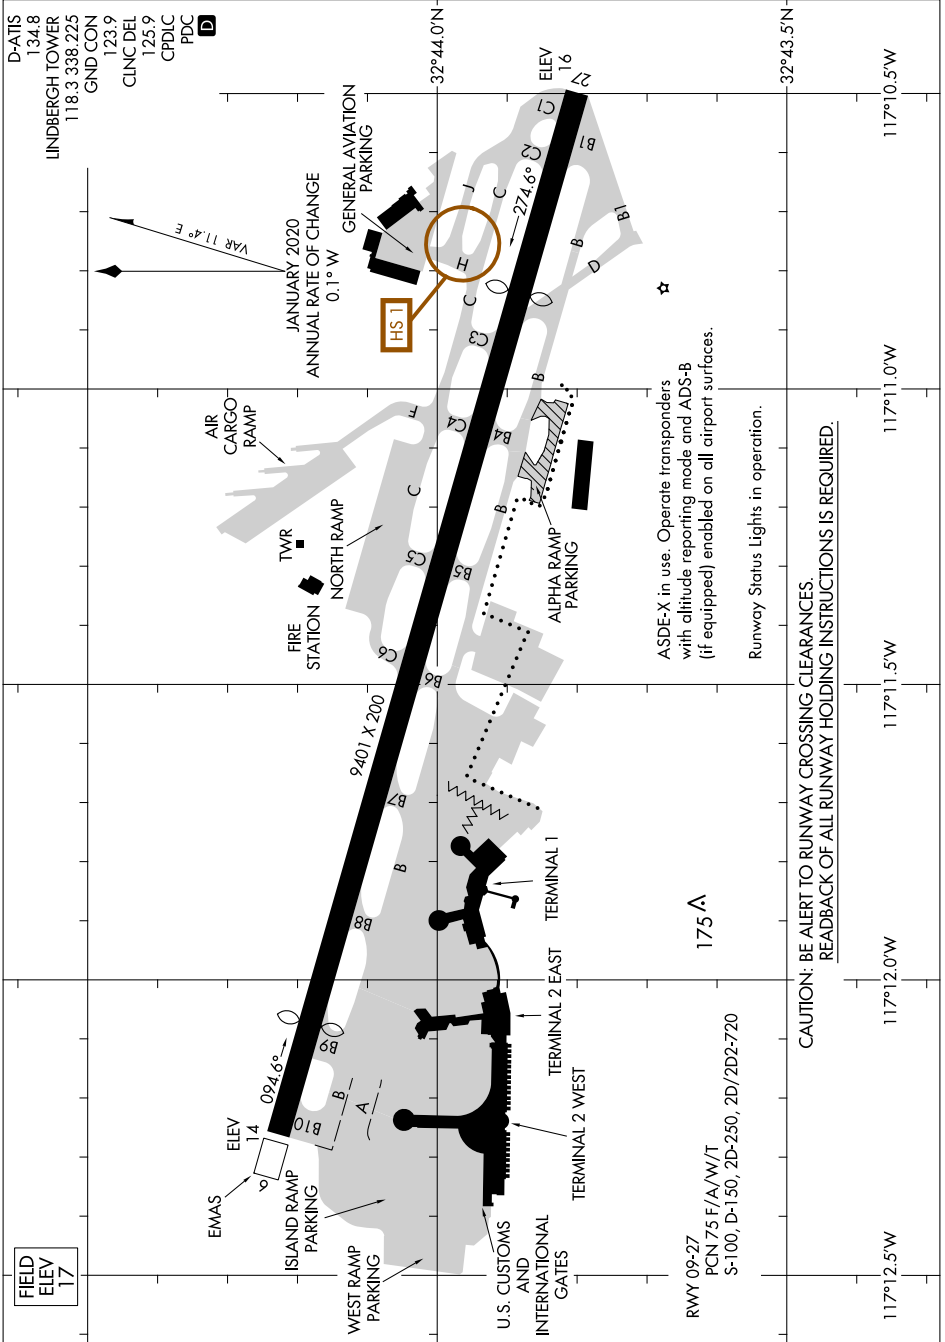 D-ATIS
134.8
LINDBERGH TOWER
118.3 338.225
GND CON
123.9
CLNC DEL
125.9
CPDLC
PDC
D
FIELD
ELEV
17
VAR 11.4° E
JANUARY 2020
ANNUAL RATE OF CHANGE
0.1° W
GENERAL AVIATION
PARKING
HS 1
AIR
CARGO
RAMP
TWR
FIRE
STATION
NORTH RAMP
EMAS
ELEV
14
9
094.6°
9401 X 200
274.6°
ELEV
16
27
ISLAND RAMP
PARKING
WEST RAMP
PARKING
U.S. CUSTOMS
AND
INTERNATIONAL
GATES
TERMINAL 2 WEST
TERMINAL 2 EAST
TERMINAL 1
ALPHA RAMP
PARKING
B10
B
A
B9
B8
B
B7
B6
C6
B5
C5
C
B
F
C4
B4
B
C3
C
H
J
C
D
B
B1
C2
C1
B1
175
ASDE-X in use. Operate transponders
with altitude reporting mode and ADS-B
(if equipped) enabled on all airport surfaces.
Runway Status Lights in operation.
RWY 09-27
PCN 75 F/A/W/T
S-100, D-150, 2D-250, 2D/2D2-720
CAUTION: BE ALERT TO RUNWAY CROSSING CLEARANCES.
READBACK OF ALL RUNWAY HOLDING INSTRUCTIONS IS REQUIRED.
32°44.0'N
32°43.5'N
117°12.5'W
117°12.0'W
117°11.5'W
117°11.0'W
117°10.5'W